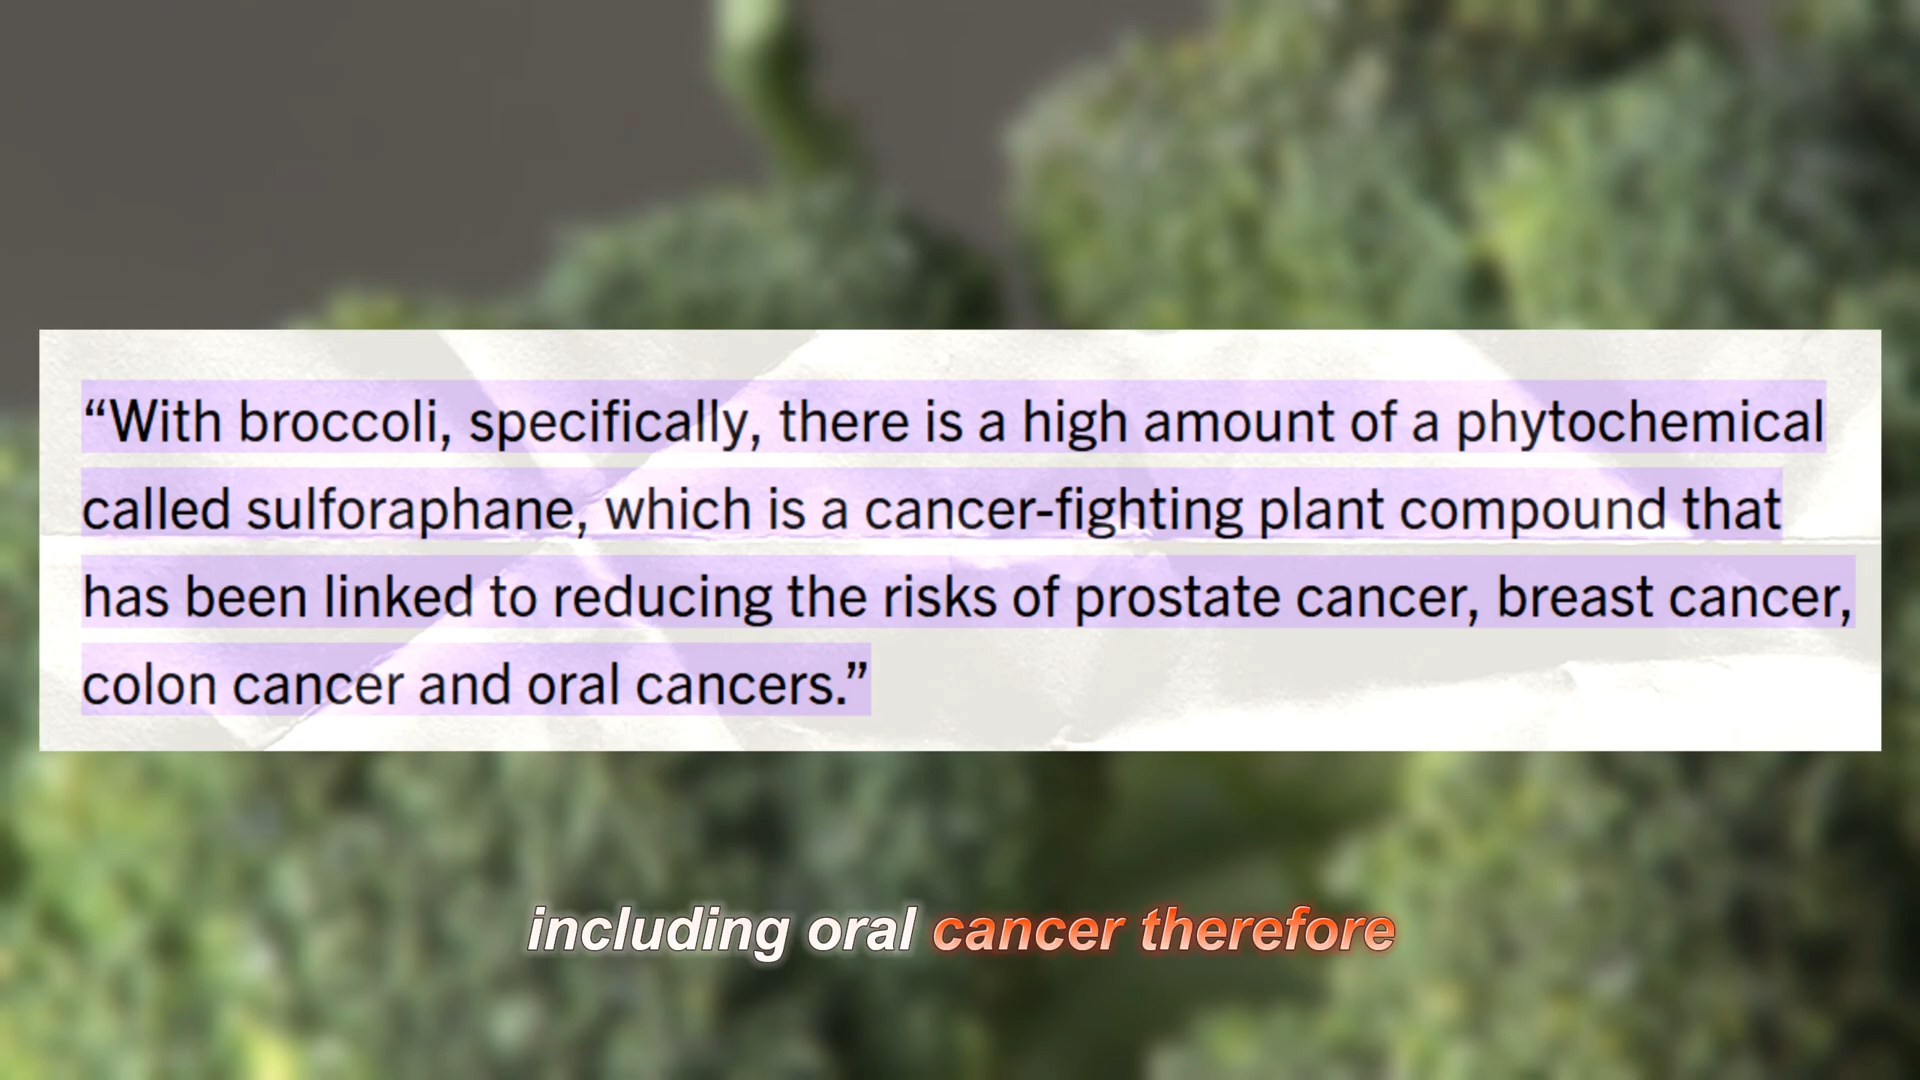 “With broccoli, specifically, there is a high amount of a phytochemical
called sulforaphane, which is a cancer-fighting plant compound that
has been linked to reducing the risks of prostate cancer, breast cancer,
colon cancer and oral cancers.”
including oral cancer therefore